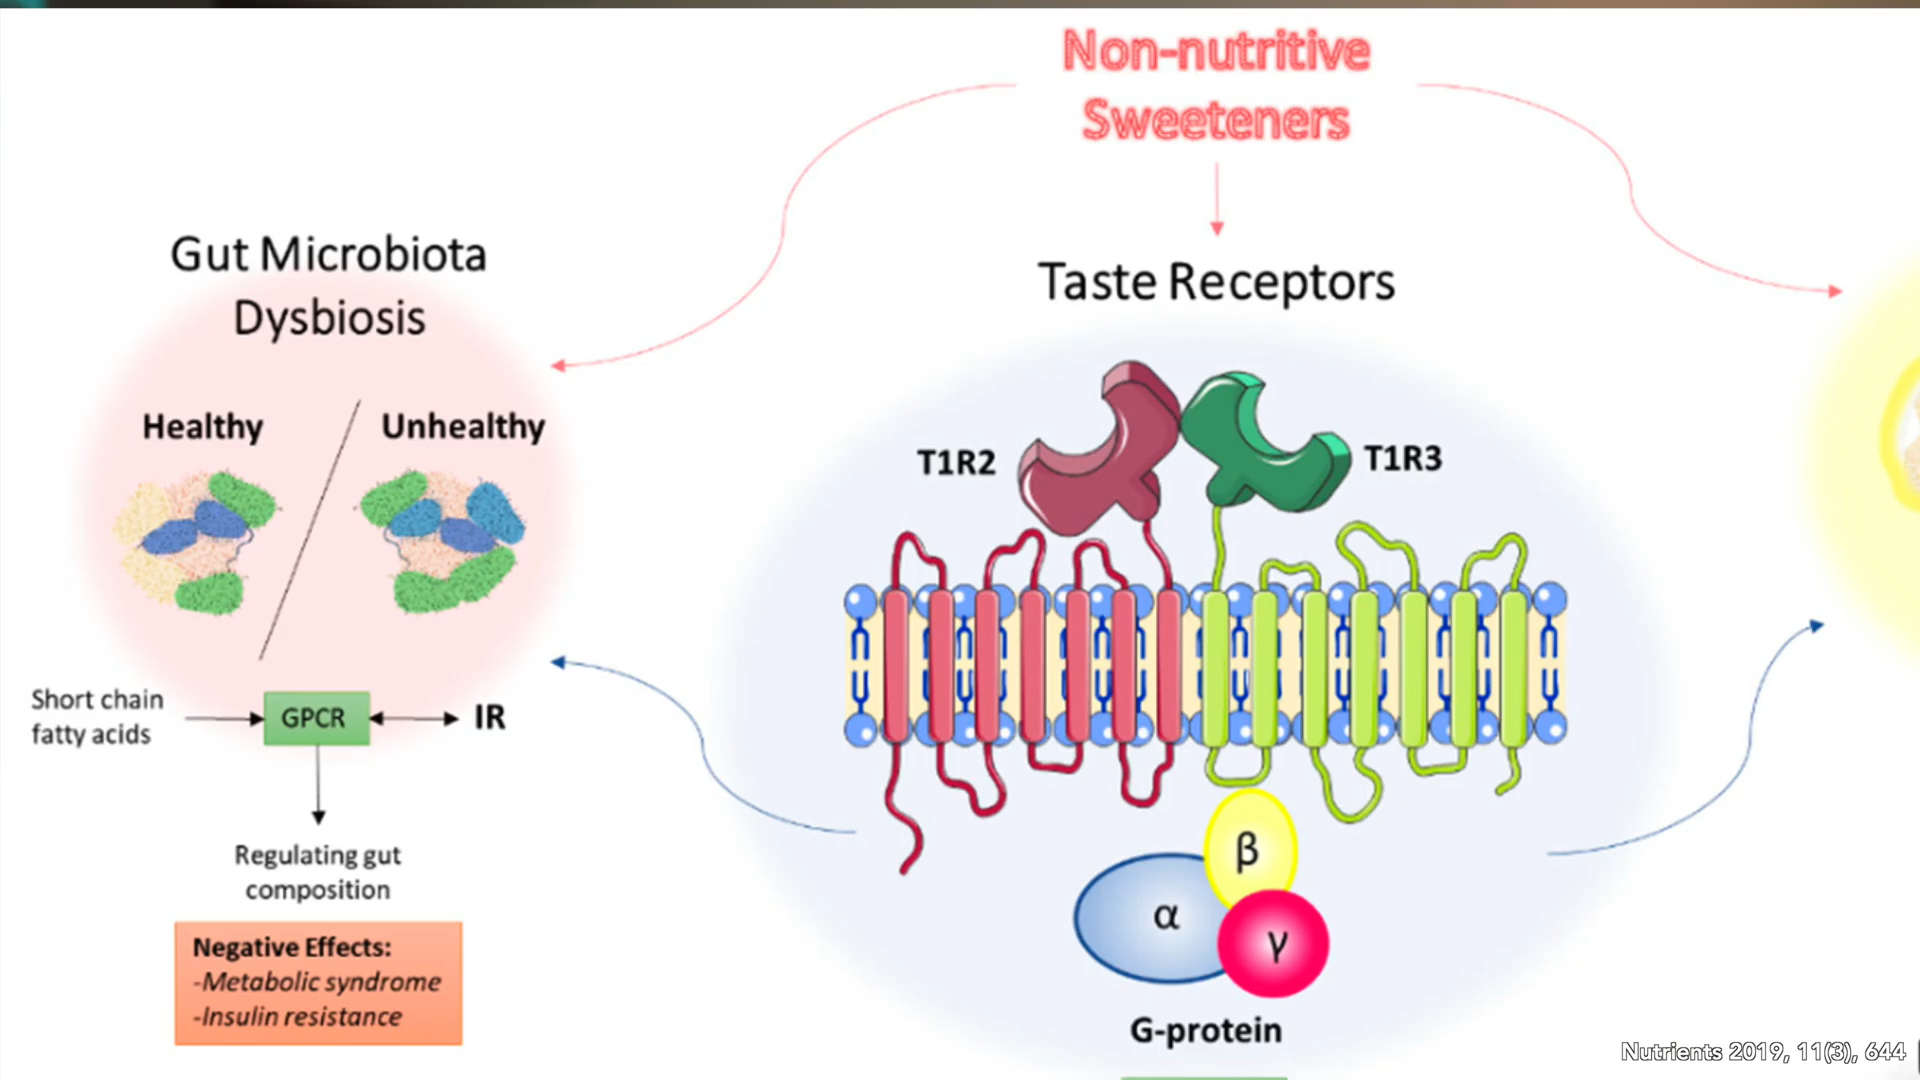 Non-nutritive
Sweeteners
Gut Microbiota
Dysbiosis
Healthy
Unhealthy
Short chain
fatty acids
GPCR
IR
Regulating gut
composition
Negative Effects:
-Metabolic syndrome
-Insulin resistance
Taste Receptors
T1R2
T1R3
β
α
γ
G-protein
Nutrients 2019, 11(3), 644